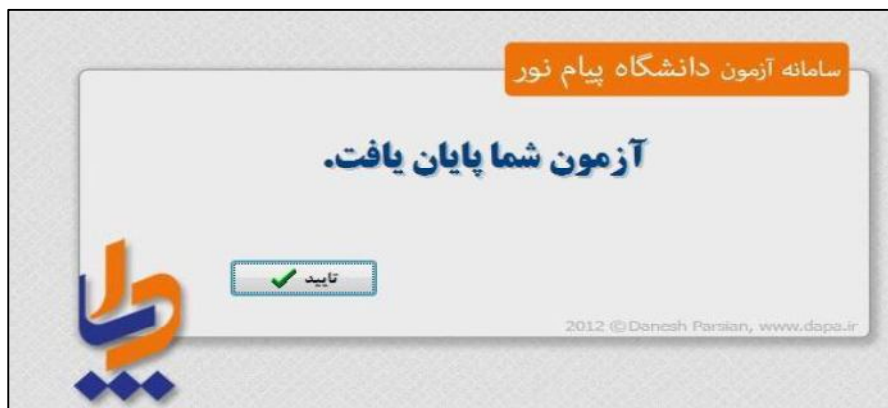 سامانه آزمون دانشگاه پیام نور
آزمون شما پایان یافت.
تایید
2012 © Danesh Parsian, www.dapa.ir